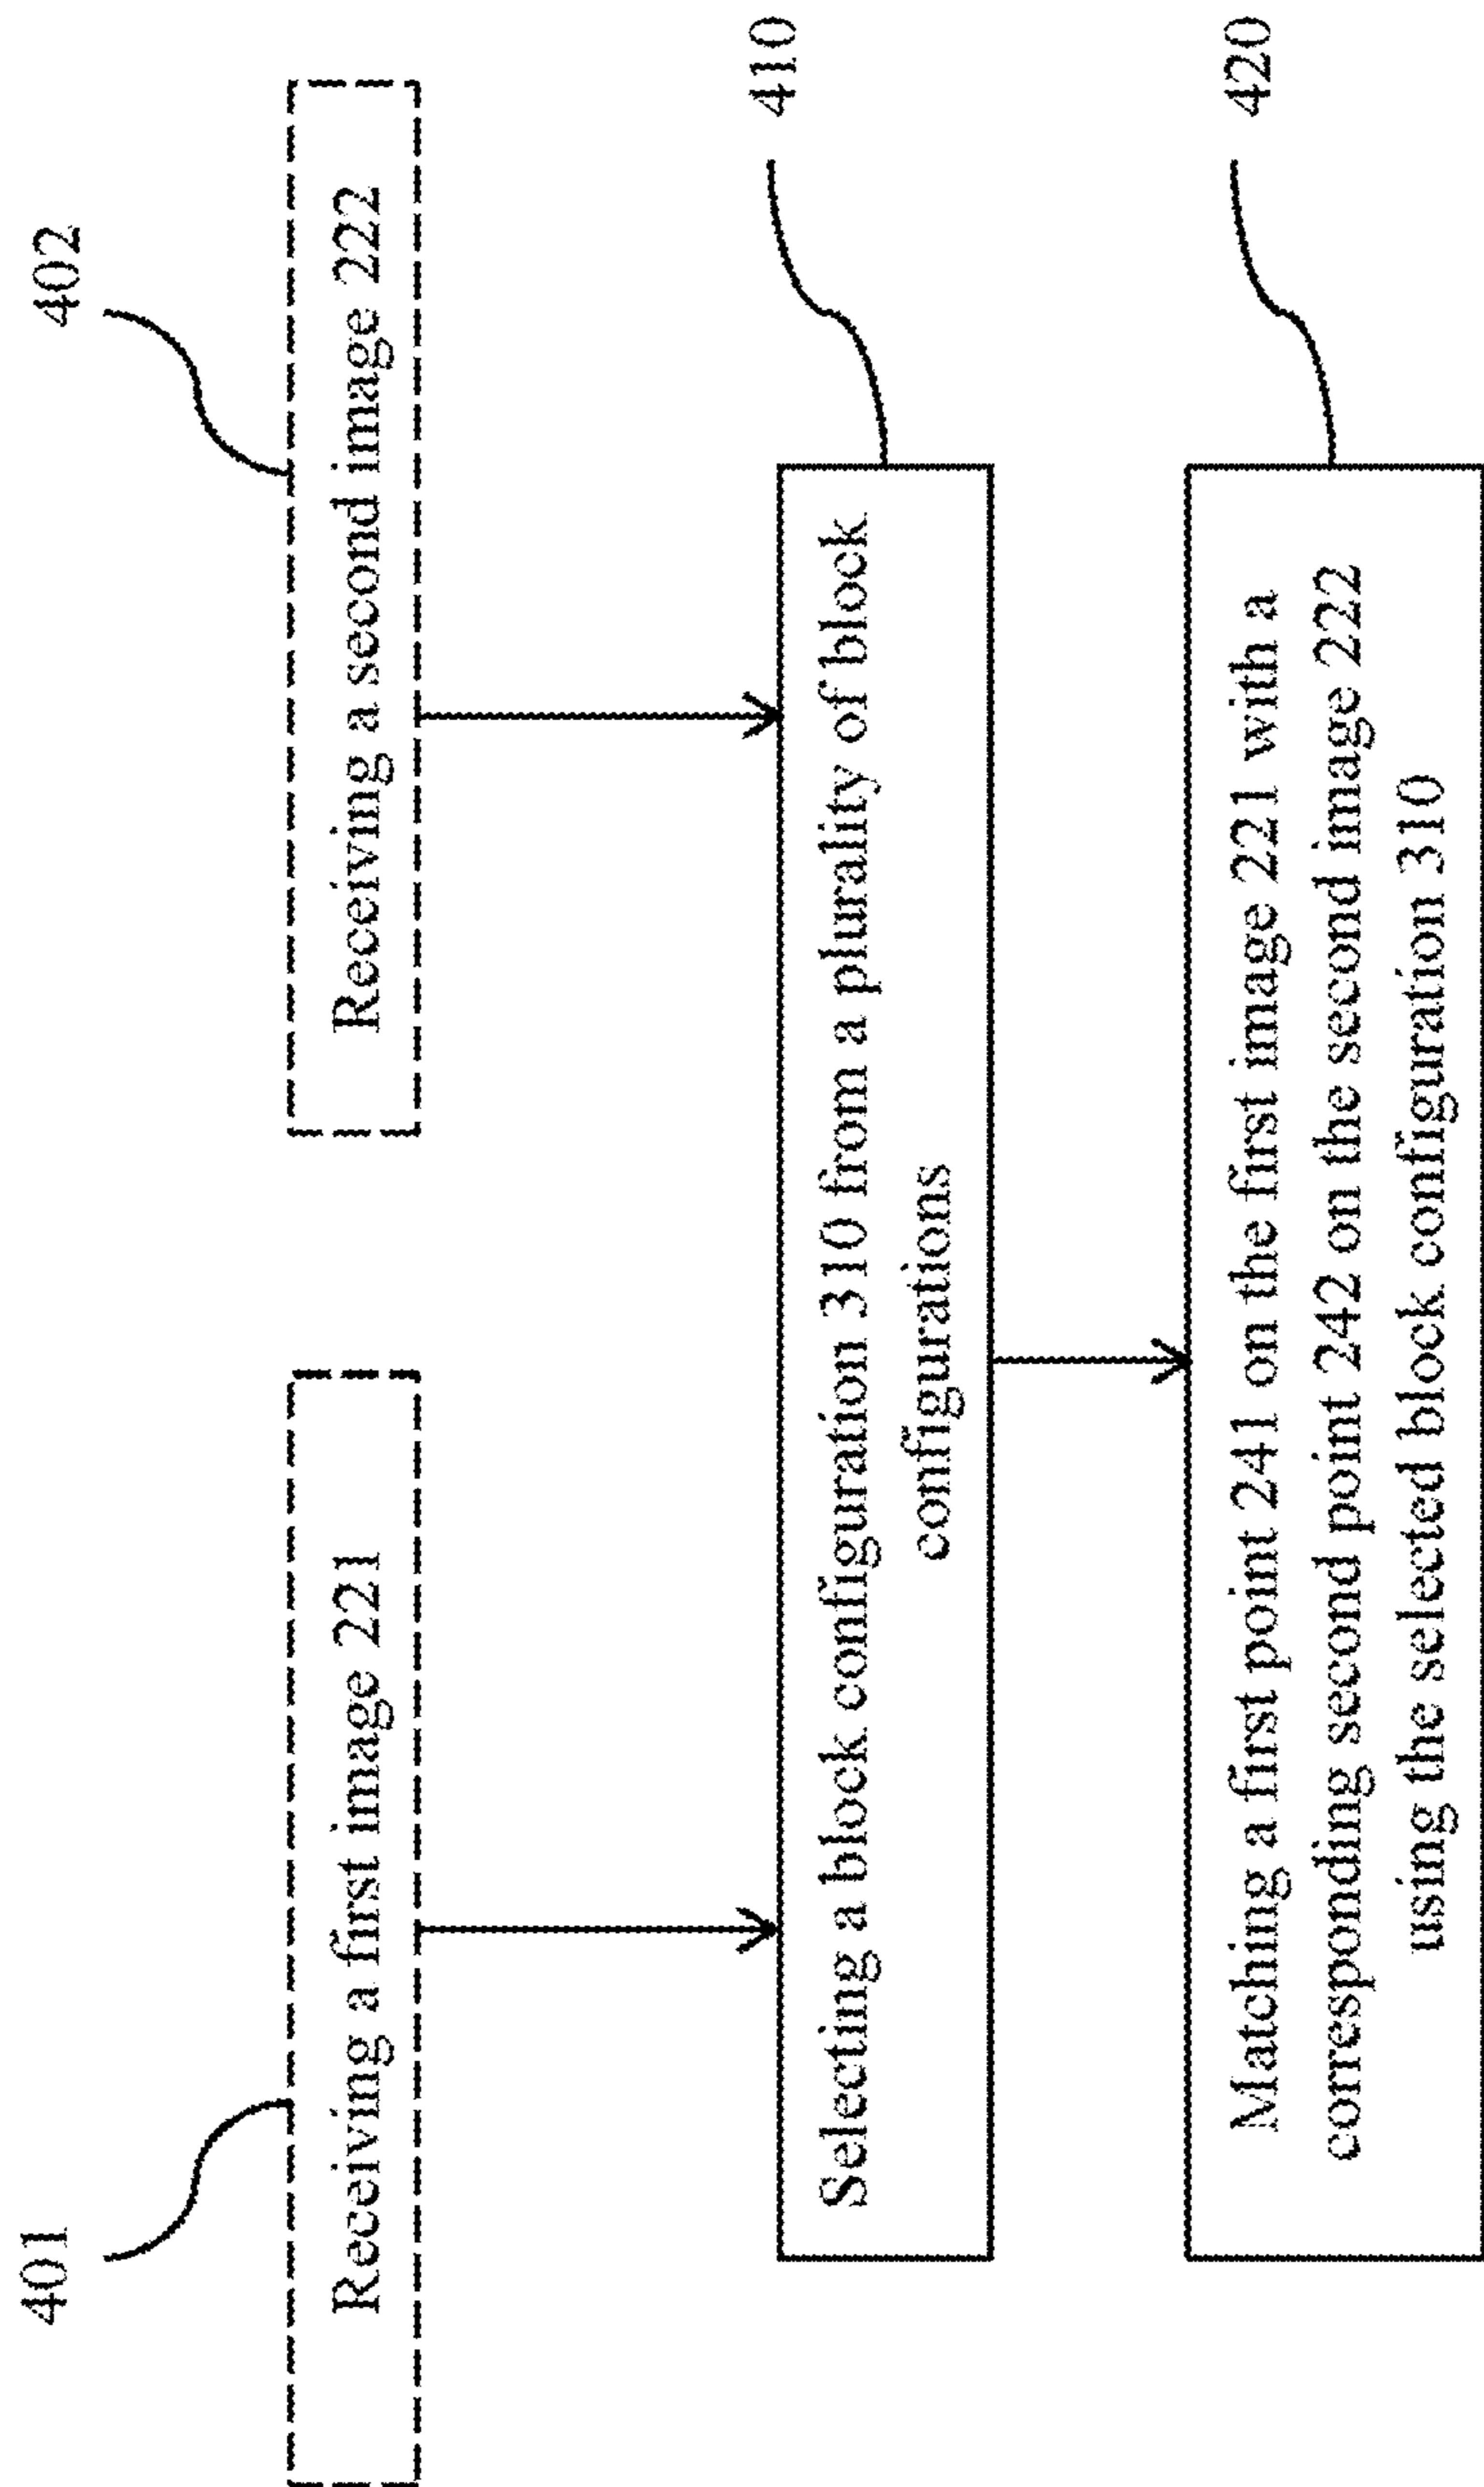 401
402
Receiving a first image 221
Receiving a second image 222
410
Selecting a block configuration 310 from a plurality of block
configurations
420
Matching a first point 241 on the first image 221 with a
corresponding second point 242 on the second image 222
using the selected block configuration 310